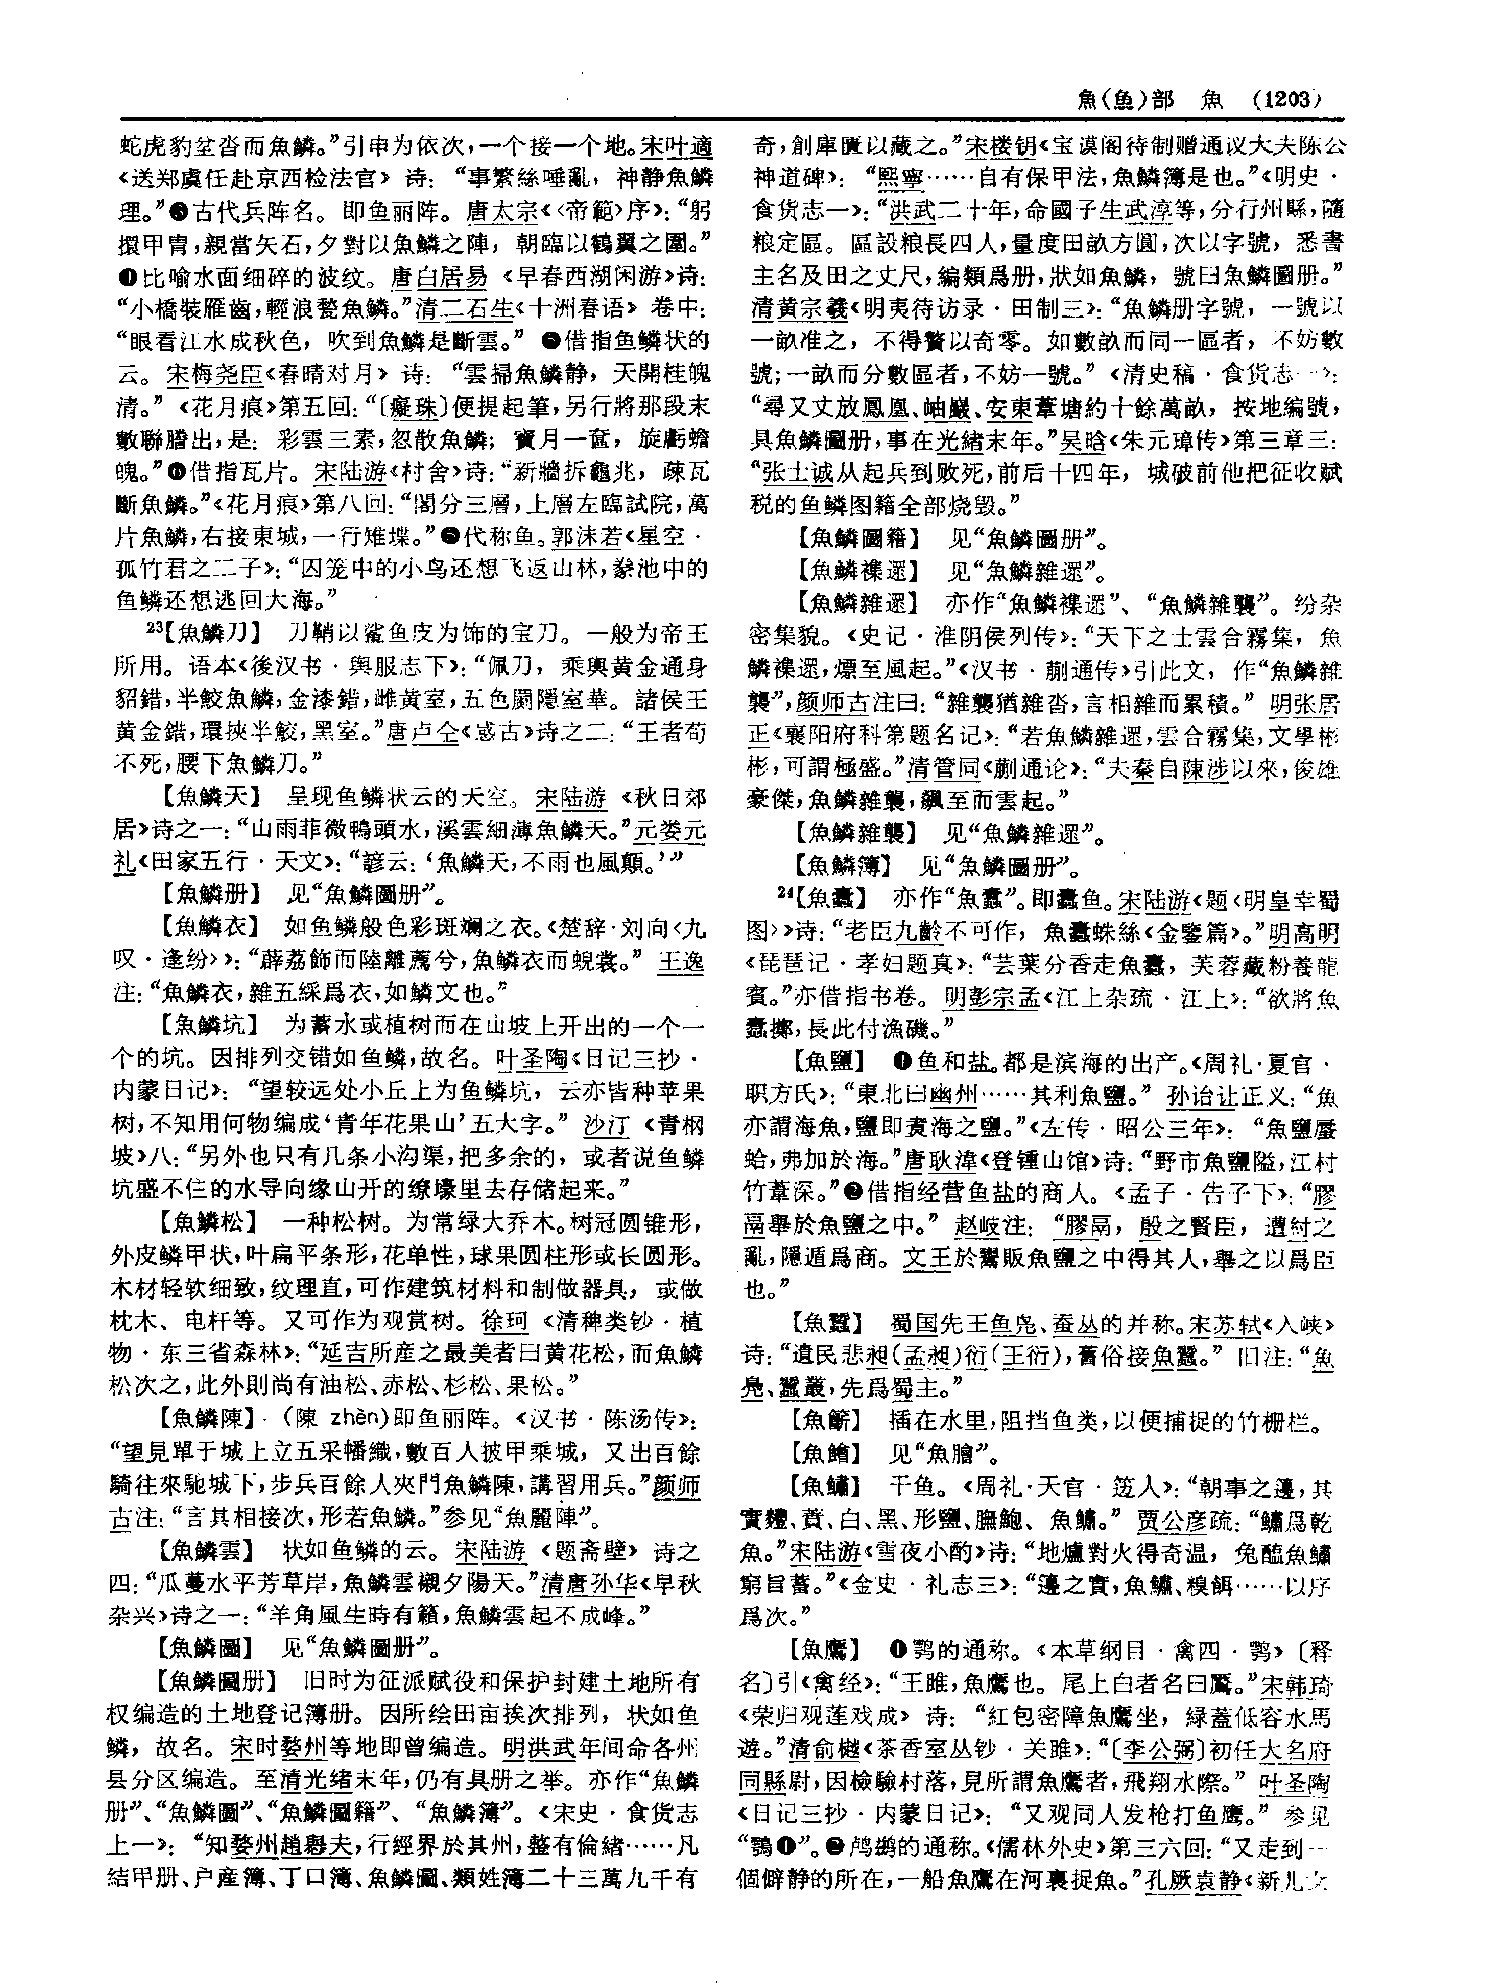 魚(鱼)部　魚　(1203)
蛇虎豹坌沓而魚鱗。”引申为依次,一个接一个地。宋叶適
《送郑虞任赴京西检法官》诗：“事繁絲唾亂，神静魚鱗
理。”❸古代兵阵名。即鱼丽阵。唐太宗《〈帝範〉序》：“躬
擐甲胄,親當矢石,夕對以魚鱗之陣，朝臨以鶴翼之圍。”
❹比喻水面细碎的波纹。唐白居易《早春西湖闲游》诗：
“小橋裝雁齒,輕浪甃魚鱗。”清二石生《十洲春语》卷中：
“眼看江水成秋色，吹到魚鱗是斷雲。”❺借指鱼鳞状的
云。宋梅尧臣《春晴对月》诗：“雲掃魚鱗静，天開桂魄
清。”《花月痕》第五回：“〔癡珠〕便提起筆,另行將那段末
數聯謄出,是：彩雲三素,忽散魚鱗；寶月一奩，旋虧蟾
魄。”❻借指瓦片。宋陆游《村舍》诗：“新牆拆龜兆，疎瓦
斷魚鱗。”《花月痕》第八回：“閣分三層,上層左臨試院,萬
片魚鱗,右接東城,一行雉堞。”❼代称鱼。郭沫若《星空·
孤竹君之二子》：“囚笼中的小鸟还想飞返山林,豢池中的
鱼鳞还想逃回大海。”
23【魚鱗刀】　刀鞘以鲨鱼皮为饰的宝刀。一般为帝王
所用。语本《後汉书·舆服志下》：“佩刀，乘輿黄金通身
貂錯,半鮫魚鱗,金漆錯,雌黄室,五色罽隱室華。諸侯王
黄金錯,環挾半鮫,黑室。”唐卢仝《感古》诗之二：“王者苟
不死,腰下魚鱗刀。”
【魚鱗天】　呈现鱼鳞状云的天空。宋陆游《秋日郊
居》诗之一：“山雨菲微鴨頭水,溪雲細薄魚鱗天。”元娄元
礼《田家五行·天文》：“諺云：‘魚鱗天,不雨也風顛。’”
【魚鱗册】　见“魚鱗圖册”。
【魚鱗衣】　如鱼鳞般色彩斑斓之衣。《楚辞·刘向〈九
叹·逢纷〉》：“薜荔飾而陸離薦兮,魚鱗衣而蜺裳。”王逸
注：“魚鱗衣,雜五綵爲衣,如鱗文也。”
【魚鱗坑】　为蓄水或植树而在山坡上开出的一个一
个的坑。因排列交错如鱼鳞,故名。叶圣陶《日记三抄·
内蒙日记》：“望较远处小丘上为鱼鳞坑，云亦皆种苹果
树,不知用何物编成‘青年花果山’五大字。”沙汀《青㭎
坡》八：“另外也只有几条小沟渠,把多余的，或者说鱼鳞
坑盛不住的水导向缘山开的缭壕里去存储起来。”
【魚鱗松】　一种松树。为常绿大乔木。树冠圆锥形,
外皮鳞甲状,叶扁平条形,花单性,球果圆柱形或长圆形。
木材轻软细致,纹理直,可作建筑材料和制做器具，或做
枕木、电杆等。又可作为观赏树。徐珂《清稗类钞·植
物·东三省森林》：“延吉所産之最美者曰黄花松,而魚鱗
松次之,此外則尚有油松、赤松、杉松、果松。”
【魚鱗陳】　(陳 zhèn)即鱼丽阵。《汉书·陈汤传》：
“望見單于城上立五采幡織,數百人披甲乘城，又出百餘
騎往來馳城下,步兵百餘人夾門魚鱗陳,講習用兵。”颜师
古注：“言其相接次,形若魚鱗。”参见“魚麗陣”。
【魚鱗雲】　状如鱼鳞的云。宋陆游《题斋壁》诗之
四：“瓜蔓水平芳草岸,魚鱗雲襯夕陽天。”清唐孙华《早秋
杂兴》诗之一：“羊角風生時有籟,魚鱗雲起不成峰。”
【魚鱗圖】　见“魚鱗圖册”。
【魚鱗圖册】　旧时为征派赋役和保护封建土地所有
权编造的土地登记簿册。因所绘田亩挨次排列，状如鱼
鳞，故名。宋时婺州等地即曾编造。明洪武年间命各州
县分区编造。至清光绪末年,仍有具册之举。亦作“魚鱗
册”、“魚鱗圖”、“魚鱗圖籍”、“魚鱗簿”。《宋史·食货志
上一》：“知婺州趙㦤夫,行經界於其州,整有倫緒……凡
結甲册、户産簿、丁口簿、魚鱗圖、類姓簿二十三萬九千有
奇,創庫匱以藏之。”宋楼钥《宝谟阁待制赠通议大夫陈公
神道碑》：“熙寧……自有保甲法,魚鱗簿是也。”《明史·
食货志一》：“洪武二十年,命國子生武淳等,分行州縣,隨
粮定區。區設粮長四人,量度田畝方圓,次以字號，悉書
主名及田之丈尺,編類爲册,狀如魚鱗，號曰魚鱗圖册。”
清黄宗羲《明夷待访录·田制三》：“魚鱗册字號，一號以
一畝准之，不得贅以奇零。如數畝而同一區者，不妨數
號；一畝而分數區者,不妨一號。”《清史稿·食货志一》：
“尋又丈放鳳凰、岫巖、安東葦塘約十餘萬畝，按地編號,
具魚鱗圖册,事在光緒末年。”吴晗《朱元璋传》第三章三：
“张士诚从起兵到败死,前后十四年，城破前他把征收赋
税的鱼鳞图籍全部烧毁。”
【魚鱗圖籍】　见“魚鱗圖册”。
【魚鱗襍遝】　见“魚鱗雜遝”。
【魚鱗雜遝】　亦作“魚鱗襍遝”、“魚鱗雜襲”。纷杂
密集貌。《史记·淮阴侯列传》：“天下之士雲合霧集，魚
鱗襍遝,熛至風起。”《汉书·蒯通传》引此文，作“魚鱗雜
襲”,颜师古注曰：“雜襲猶雜沓,言相雜而累積。”明张居
正《襄阳府科第题名记》：“若魚鱗雜遝,雲合霧集,文學彬
彬,可謂極盛。”清管同《蒯通论》：“夫秦自陳涉以來,俊雄
豪傑,魚鱗雜襲,飆至而雲起。”
【魚鱗雜襲】　见“魚鱗雜遝”。
【魚鱗簿】　见“魚鱗圖册”。
24【魚蠹】　亦作“魚蠧”。即蠹鱼。宋陆游《题〈明皇幸蜀
图〉》诗：“老臣九齡不可作，魚蠹蛛絲《金鑒篇》。”明高明
《琵琶记·孝妇题真》：“芸葉分香走魚蠹，芙蓉藏粉養龍
賓。”亦借指书卷。明彭宗孟《江上杂疏·江上》：“欲將魚
蠹擲,長此付漁磯。”
【魚鹽】　❶鱼和盐。都是滨海的出产。《周礼·夏官·
职方氏》：“東北曰幽州……其利魚鹽。”孙诒让正义：“魚
亦謂海魚,鹽即煑海之鹽。”《左传·昭公三年》：“魚鹽蜃
蛤,弗加於海。”唐耿湋《登锺山馆》诗：“野市魚鹽隘,江村
竹葦深。”❷借指经营鱼盐的商人。《孟子·告子下》：“膠
鬲舉於魚鹽之中。”赵岐注：“膠鬲，殷之賢臣，遭紂之
亂,隱遁爲商。文王於鬻販魚鹽之中得其人,舉之以爲臣
也。”
【魚蠶】　蜀国先王鱼凫、蚕丛的并称。宋苏轼《入峡》
诗：“遺民悲昶(孟昶)衍(王衍),舊俗接魚蠶。”旧注：“魚
鳧、蠶叢,先爲蜀主。”
【魚籪】　插在水里,阻挡鱼类,以便捕捉的竹栅栏。
【魚鱠】　见“魚膾”。
【魚鱐】　干鱼。《周礼·天官·笾人》：“朝事之籩,其
實麷、蕡、白、黑、形鹽、膴鮑、魚鱐。”贾公彦疏：“鱐爲乾
魚。”宋陆游《雪夜小酌》诗：“地爐對火得奇温，兔醢魚鱐
窮旨蓄。”《金史·礼志三》：“籩之實,魚鱐、糗餌……以序
爲次。”
【魚鷹】　❶鹗的通称。《本草纲目·禽四·鹗》〔释
名〕引《禽经》：“王雎,魚鷹也。尾上白者名曰鷢。”宋韩琦
《荣归观莲戏成》诗：“紅包密障魚鷹坐，緑蓋低容水馬
遊。”清俞樾《茶香室丛钞·关雎》：“〔李公弼〕初任大名府
同縣尉,因檢驗村落,見所謂魚鷹者,飛翔水際。”叶圣陶
《日记三抄·内蒙日记》：“又观同人发枪打鱼鹰。”参见
“鶚❶”。❷鸬鹚的通称。《儒林外史》第三六回：“又走到一
個僻静的所在,一船魚鷹在河裏捉魚。”孔厥袁静《新儿女